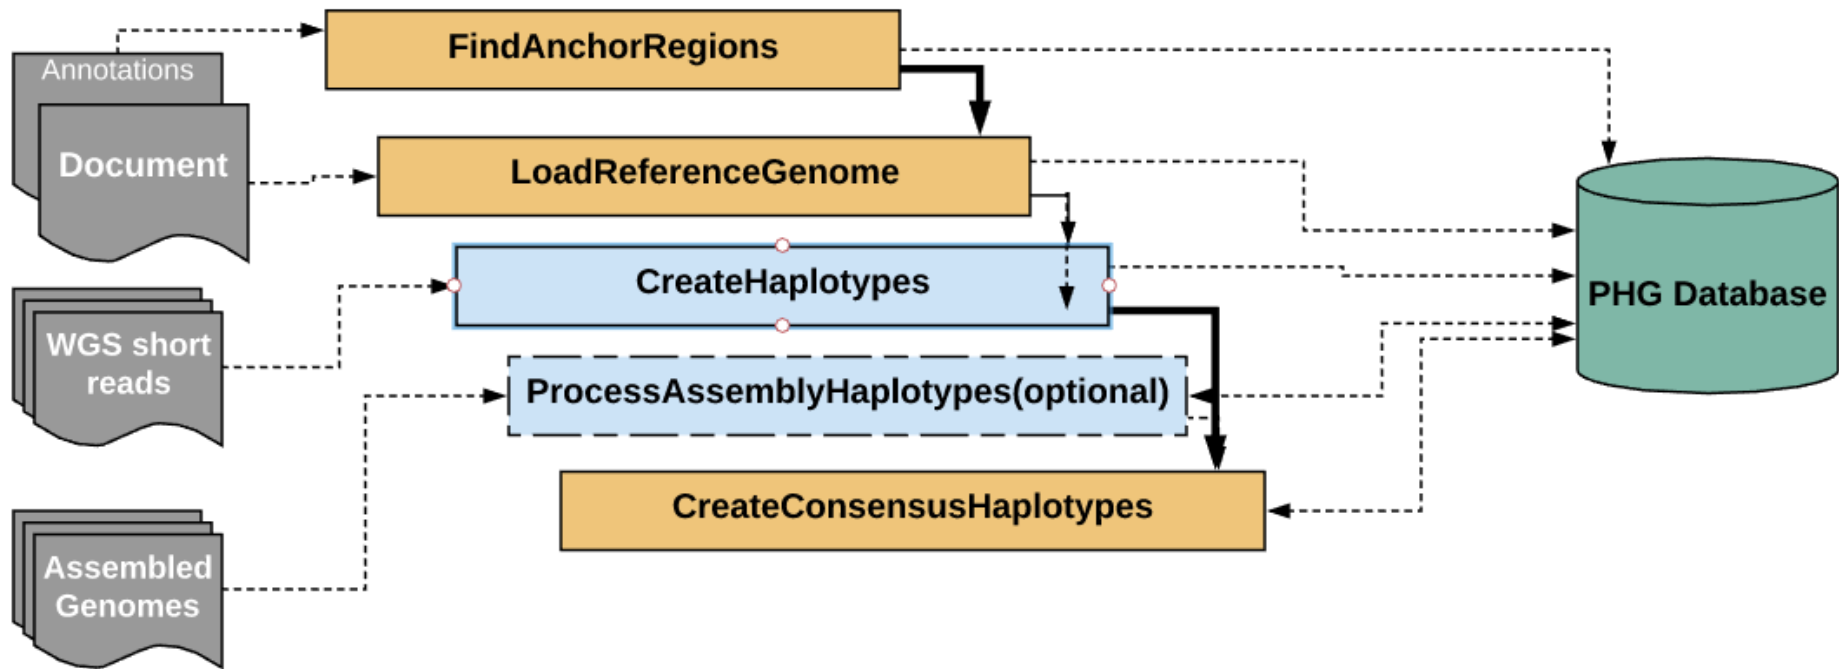 FindAnchorRegions
Annotations
Document
LoadReferenceGenome
CreateHaplotypes
PHG Database
WGS short
reads
ProcessAssemblyHaplotypes(optional)
CreateConsensusHaplotypes
Assembled
Genomes